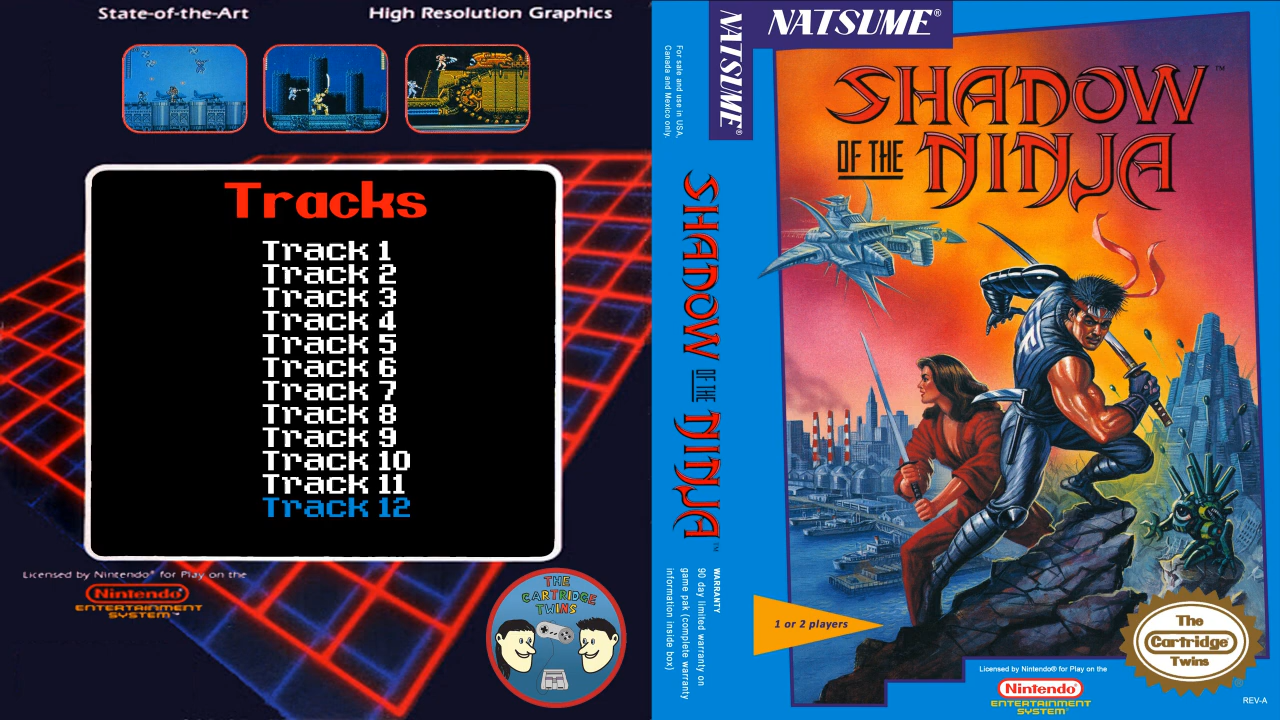 State-of-the-Art
High Resolution Graphics
Tracks
Track 1
Track 2
Track 3
Track 4
Track 5
Track 6
Track 7
Track 8
Track 9
Track 10
Track 11
Track 12
Licensed by Nintendo® for Play on the
Nintendo®
ENTERTAINMENT
SYSTEM™
THE
CARTRIDGE
TWINS
For sale and use in USA,
Canada and Mexico only.
NATSUME®
SHADOW OF THE NINJA™
WARRANTY
90 day limited warranty on
game pak (complete warranty
information inside box)
NATSUME®
SHADOW™
OF THE NINJA
1 or 2 players
The
Cartridge®
Twins
Licensed by Nintendo® for Play on the
Nintendo®
ENTERTAINMENT
SYSTEM®
REV-A